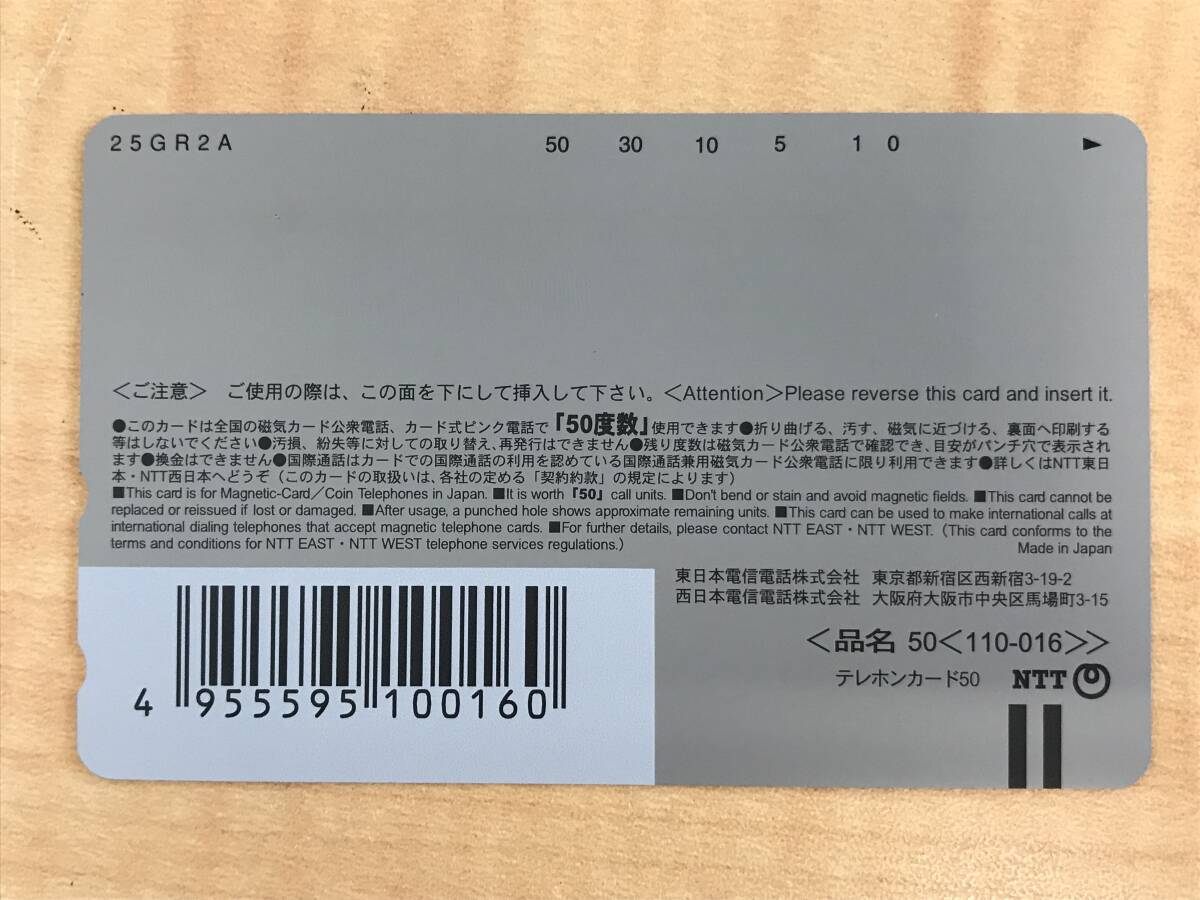 25GR2A 50 30 10 5 1 0 ►
＜ご注意＞ ご使用の際は、この面を下にして挿入して下さい。＜Attention＞Please reverse this card and insert it.
●このカードは全国の磁気カード公衆電話、カード式ピンク電話で「50度数」使用できます●折り曲げる、汚す、磁気に近づける、裏面へ印刷する
等はしないでください●汚損、紛失等に対しての取り替え、再発行はできません●残り度数は磁気カード公衆電話で確認でき、目安がパンチ穴で表示され
ます●換金はできません●国際通話はカードでの国際通話の利用を認めている国際通話兼用磁気カード公衆電話に限り利用できます●詳しくはNTT東日
本・NTT西日本へどうぞ（このカードの取扱いは、各社の定める「契約約款」の規定によります）
■This card is for Magnetic-Card／Coin Telephones in Japan. ■It is worth「50」call units. ■Don't bend or stain and avoid magnetic fields. ■This card cannot be
replaced or reissued if lost or damaged. ■After usage, a punched hole shows approximate remaining units. ■This card can be used to make international calls at
international dialing telephones that accept magnetic telephone cards. ■For further details, please contact NTT EAST・NTT WEST.（This card conforms to the
terms and conditions for NTT EAST・NTT WEST telephone services regulations.）
Made in Japan
東日本電信電話株式会社 東京都新宿区西新宿3-19-2
西日本電信電話株式会社 大阪府大阪市中央区馬場町3-15
＜品名 50＜110-016＞＞
テレホンカード50 NTT
4 955595 100160